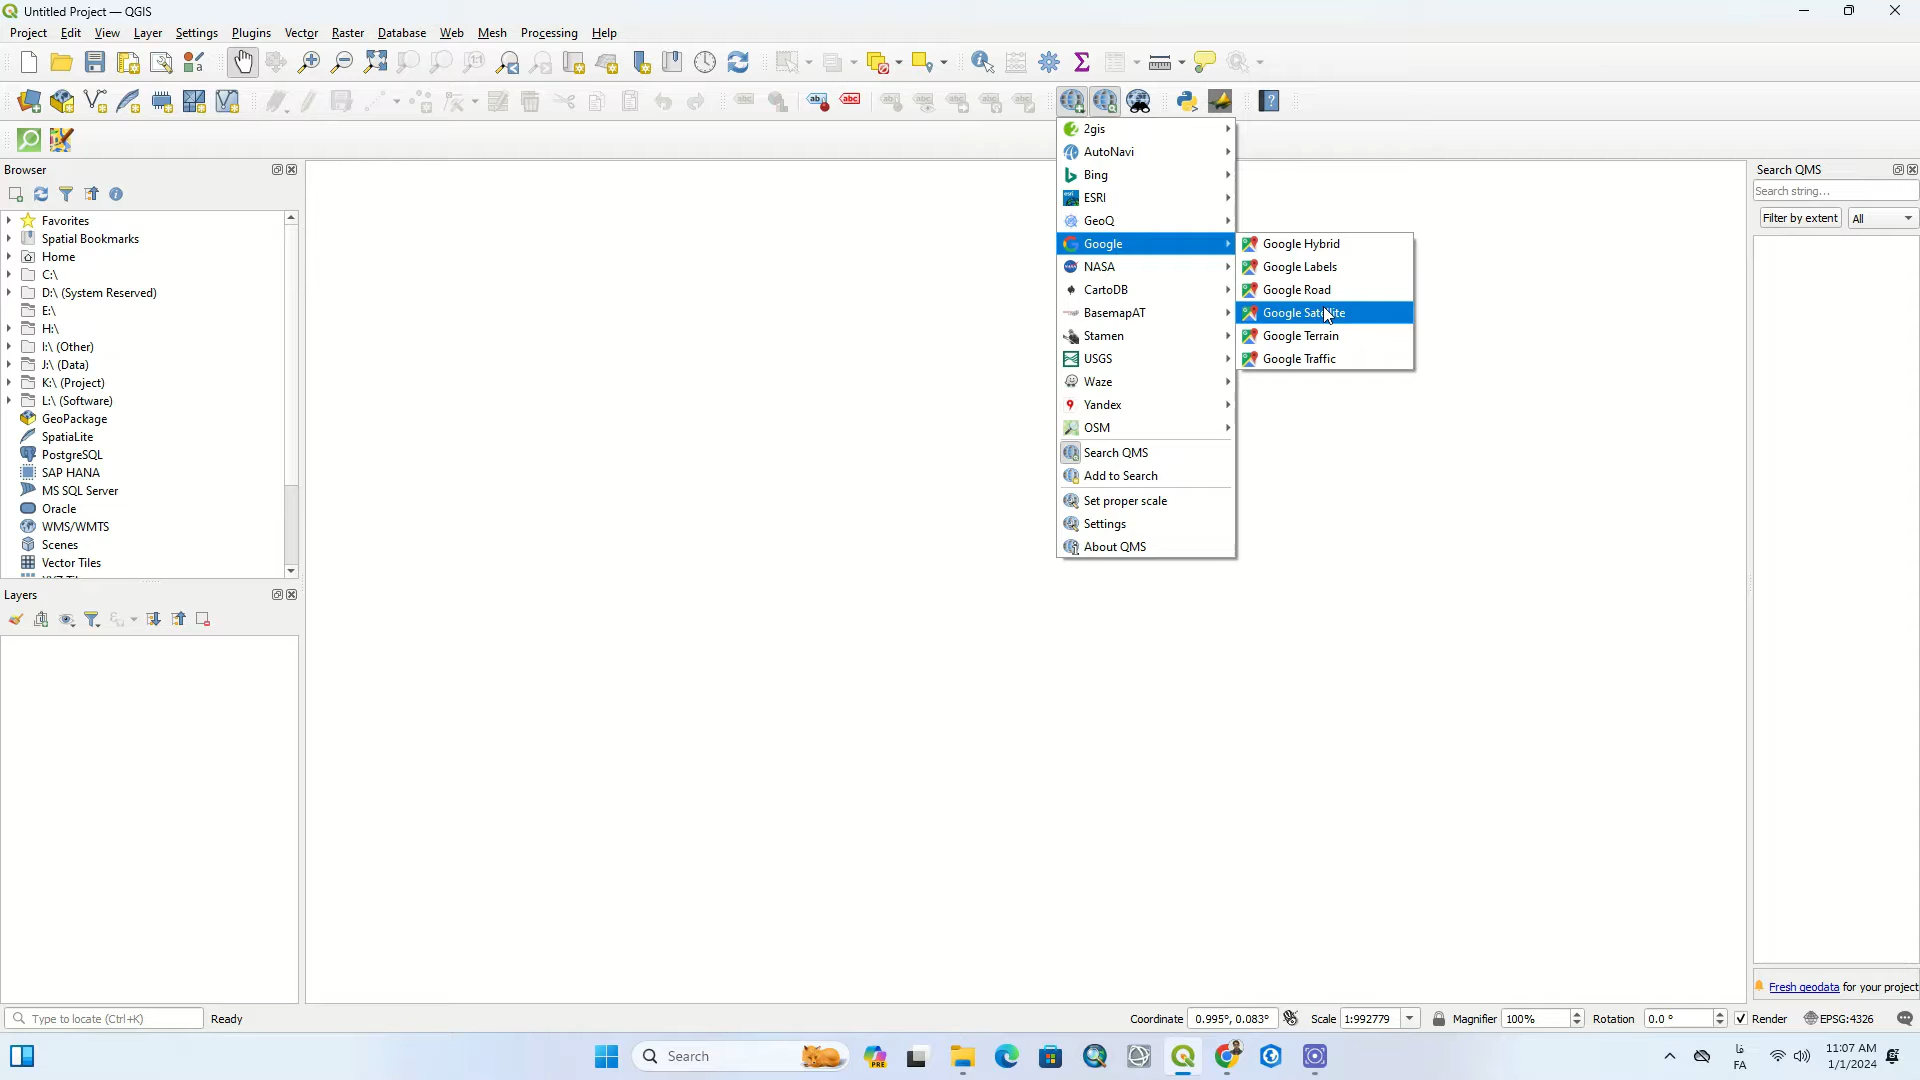 Untitled Project — QGIS
Project Edit View Layer Settings Plugins Vector Raster Database Web Mesh Processing Help
Browser
Favorites
Spatial Bookmarks
Home
C:\
D:\ (System Reserved)
E:\
H:\
I:\ (Other)
J:\ (Data)
K:\ (Project)
L:\ (Software)
GeoPackage
SpatiaLite
PostgreSQL
SAP HANA
MS SQL Server
Oracle
WMS/WMTS
Scenes
Vector Tiles
Layers
2gis
AutoNavi
Bing
ESRI
GeoQ
Google
NASA
CartoDB
BasemapAT
Stamen
USGS
Waze
Yandex
OSM
Search QMS
Add to Search
Set proper scale
Settings
About QMS
Google Hybrid
Google Labels
Google Road
Google Satellite
Google Terrain
Google Traffic
Search QMS
Search string...
Filter by extent All
Fresh geodata for your project
Type to locate (Ctrl+K) Ready Coordinate 0.995°, 0.083° Scale 1:992779 Magnifier 100% Rotation 0.0 ° Render EPSG:4326
Search
PRE
فا
FA
11:07 AM
1/1/2024